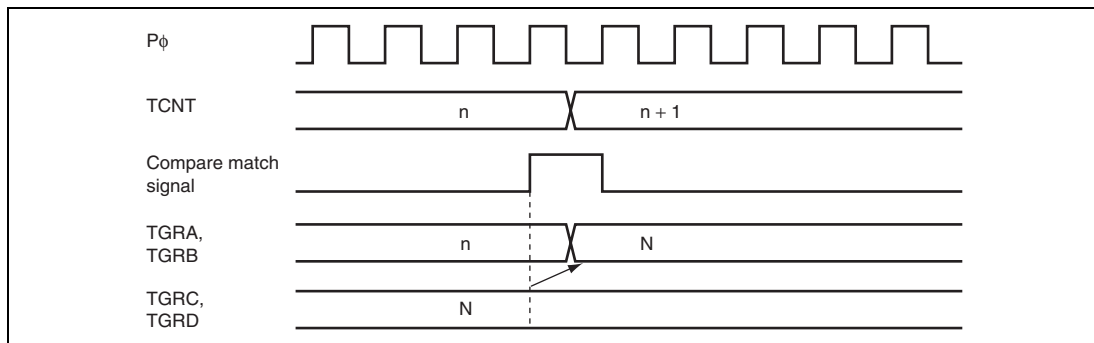 Pϕ
TCNT
n
n + 1
Compare match
signal
TGRA,
TGRB
n
N
TGRC,
TGRD
N